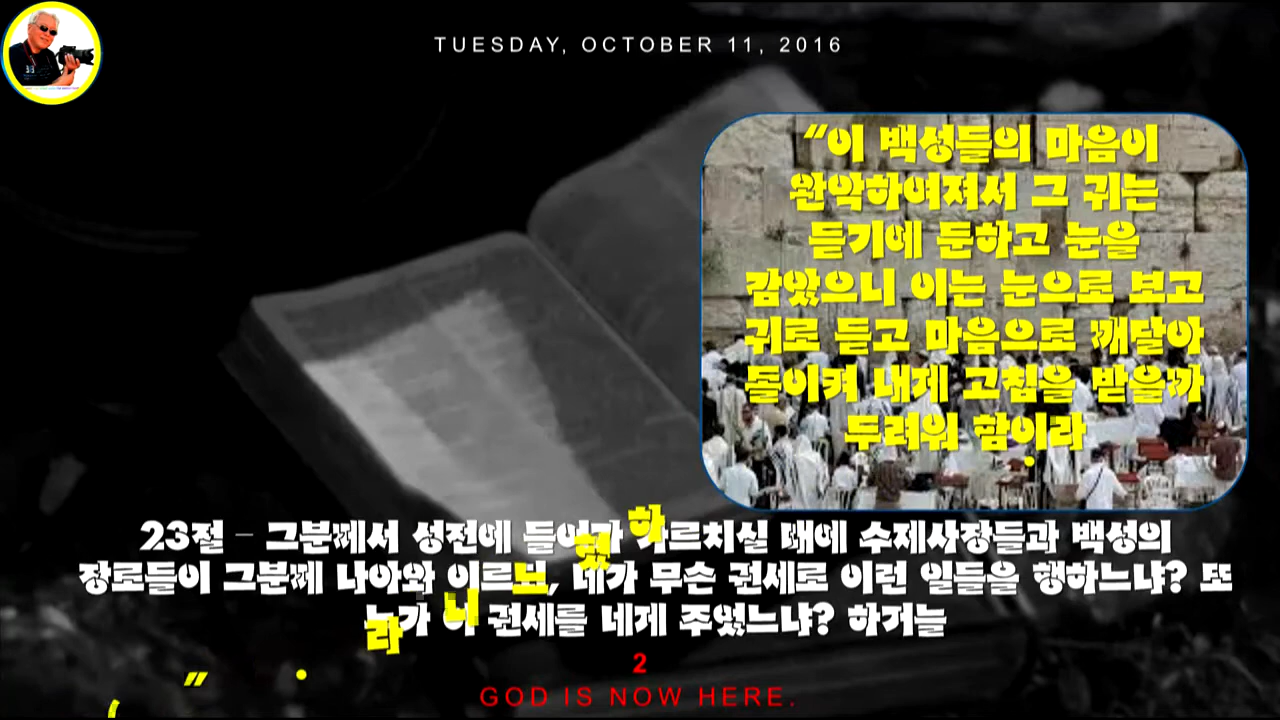 TUESDAY, OCTOBER 11, 2016
“이 백성들의 마음이
완악하여져서 그 귀는
듣기에 둔하고 눈을
감았으니 이는 눈으로 보고
귀로 듣고 마음으로 깨달아
돌이켜 내게 고침을 받을까
두려워 함이라
하였느니라.”
23절 – 그분께서 성전에 들어가 가르치실 때에 수제사장들과 백성의
장로들이 그분께 나아와 이르되, 네가 무슨 권세로 이런 일들을 행하느냐? 또
누가 이 권세를 네게 주었느냐? 하거늘
2
GOD IS NOW HERE.